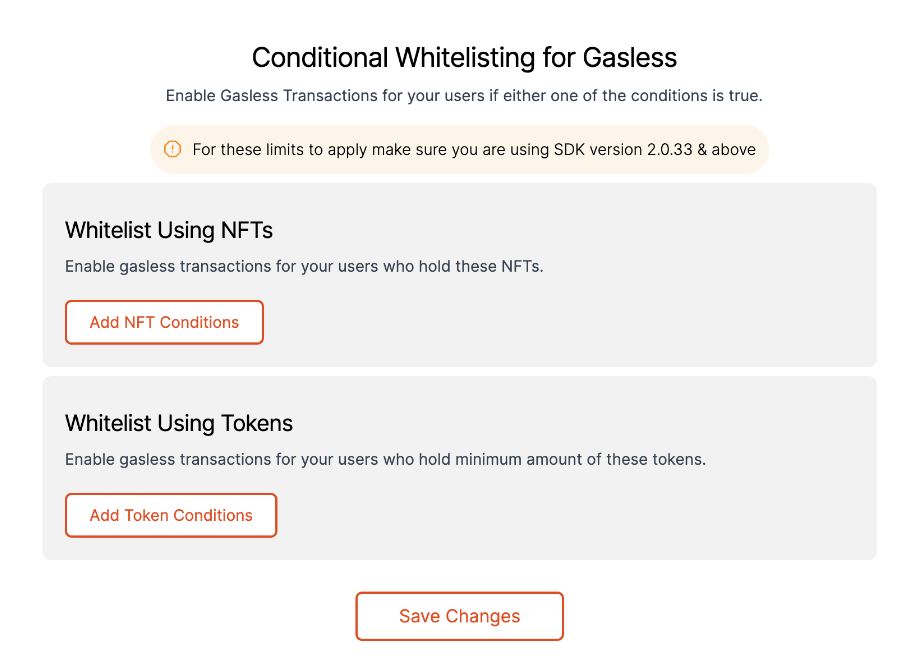 Conditional Whitelisting for Gasless
Enable Gasless Transactions for your users if either one of the conditions is true.
For these limits to apply make sure you are using SDK version 2.0.33 & above
Whitelist Using NFTs
Enable gasless transactions for your users who hold these NFTs.
Add NFT Conditions
Whitelist Using Tokens
Enable gasless transactions for your users who hold minimum amount of these tokens.
Add Token Conditions
Save Changes